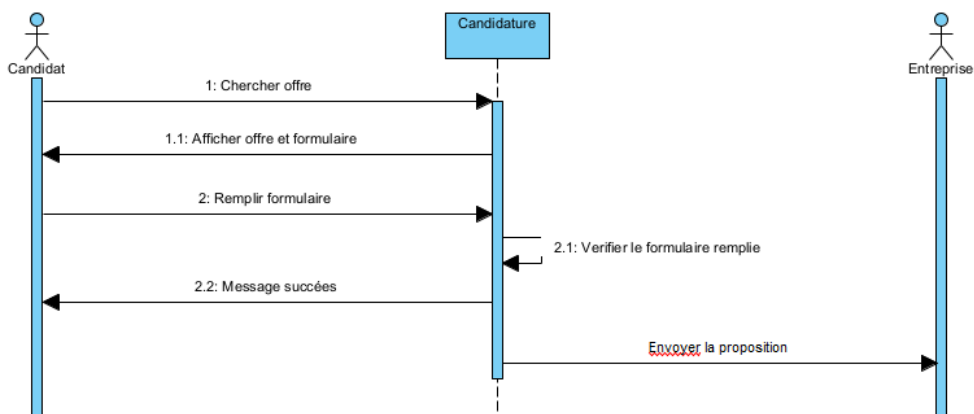 Candidature
Candidat
Entreprise
1: Chercher offre
1.1: Afficher offre et formulaire
2: Remplir formulaire
2.1: Verifier le formulaire remplie
2.2: Message succées
Envoyer la proposition